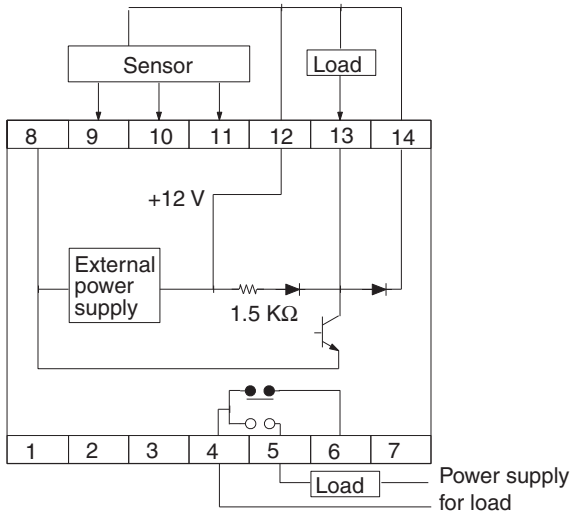 Sensor
Load
8 9 10 11 12 13 14
+12 V
External
power
supply
1.5 KΩ
1 2 3 4 5 6 7
Load
Power supply
for load